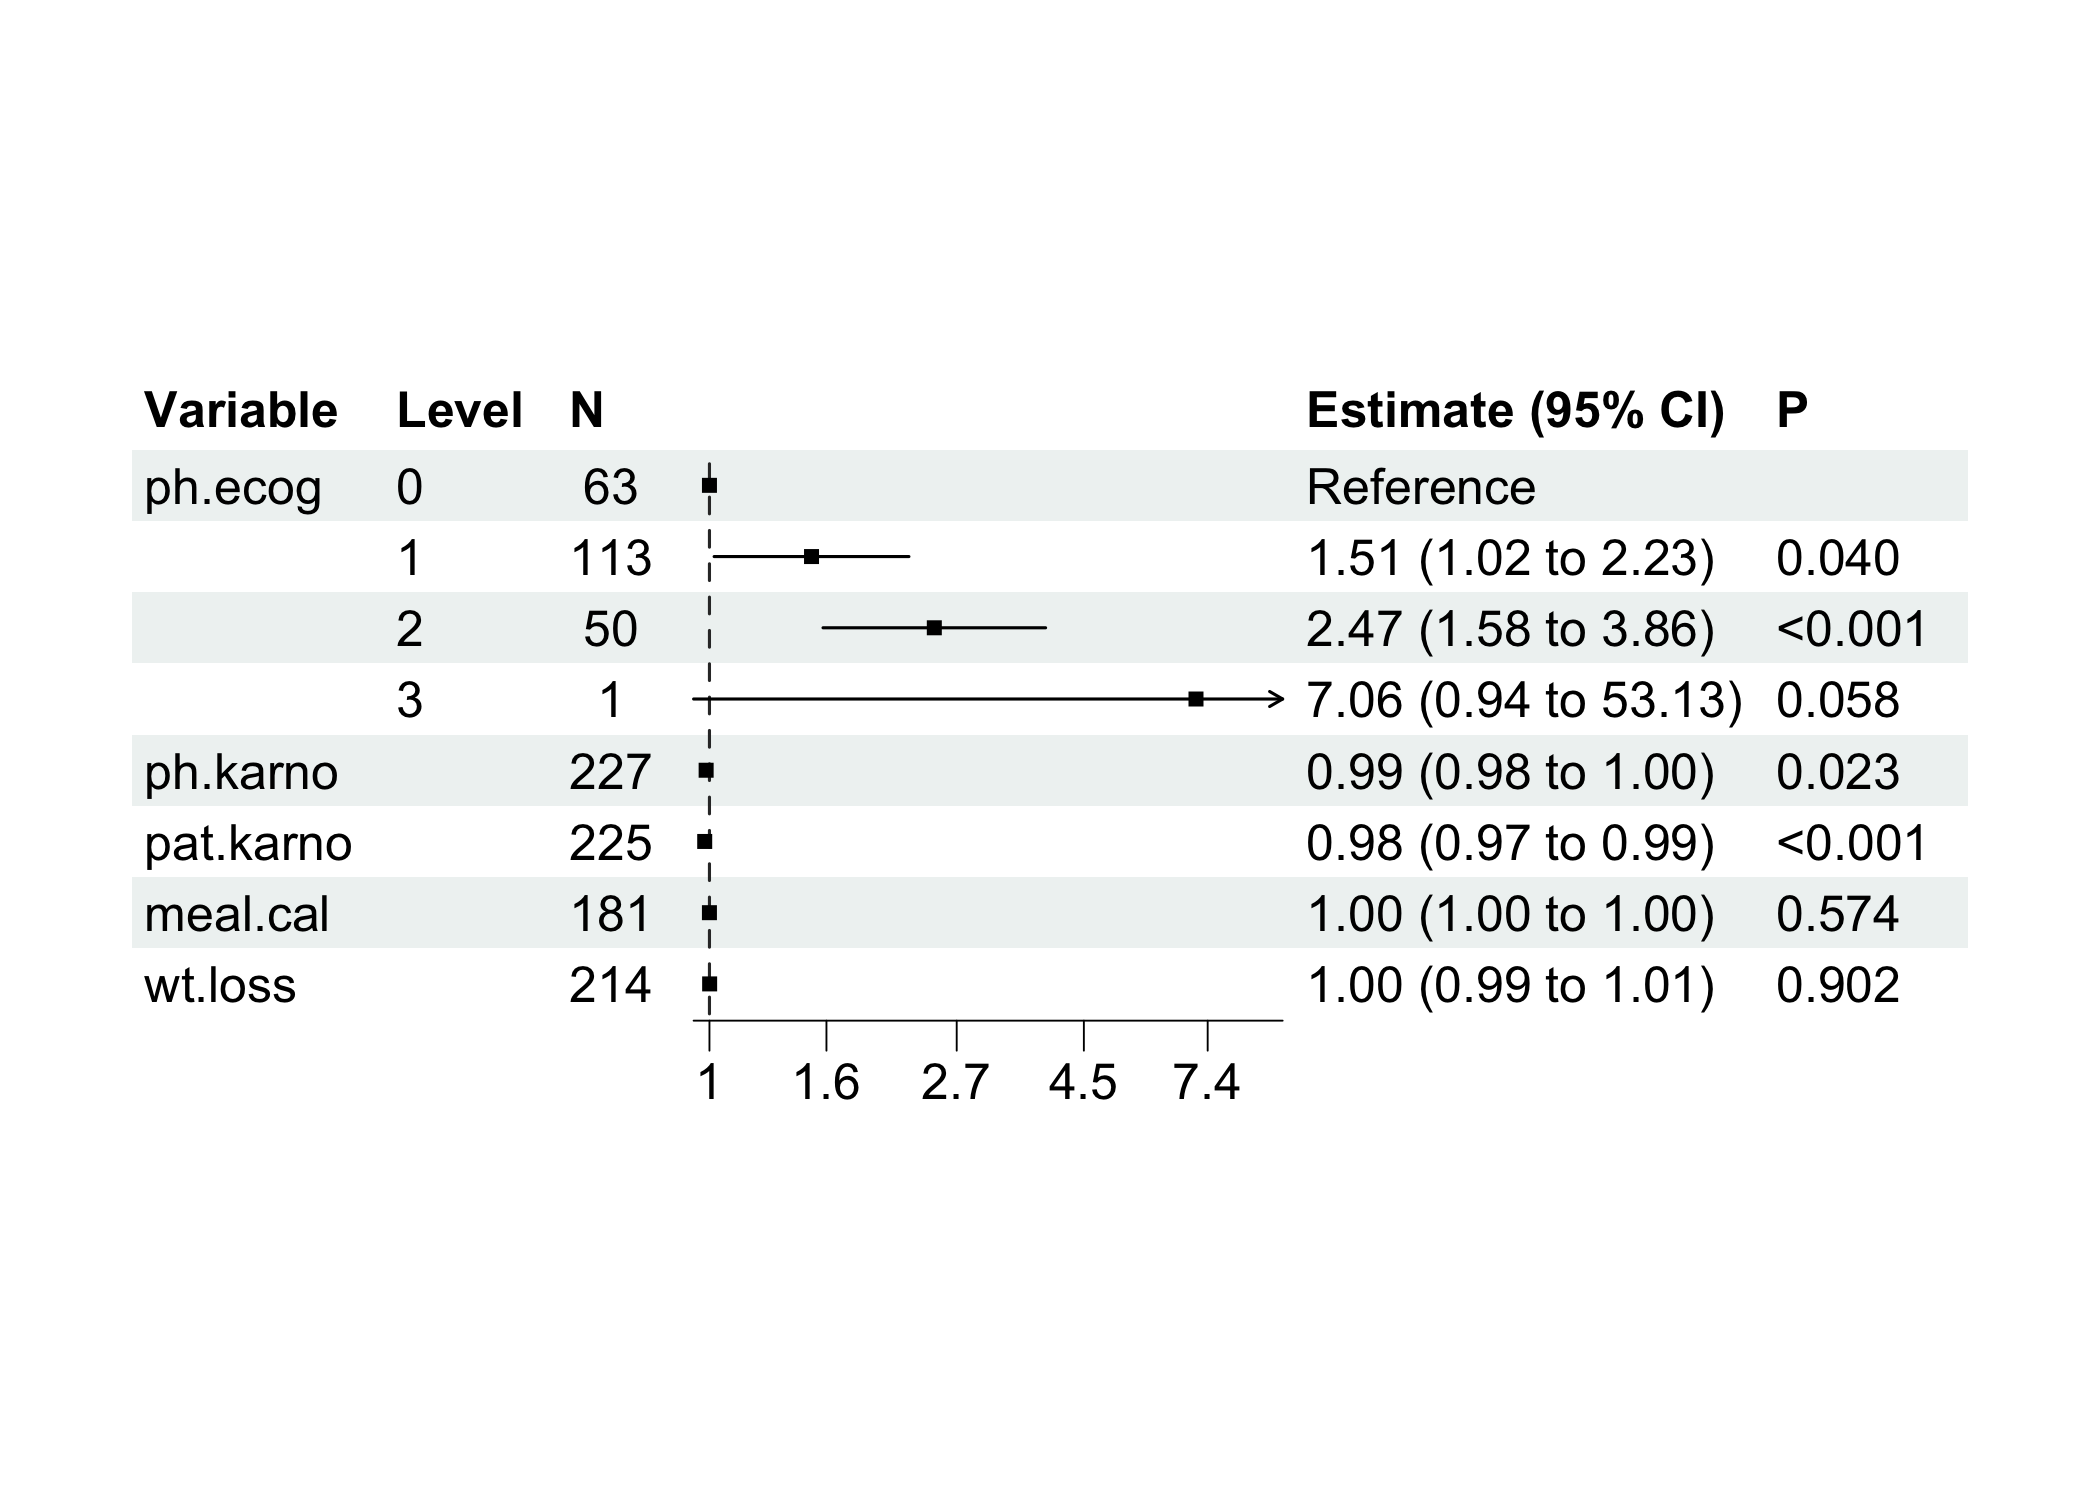 Variable Level N Estimate (95% CI) P
ph.ecog 0 63 Reference
1 113 1.51 (1.02 to 2.23) 0.040
2 50 2.47 (1.58 to 3.86) <0.001
3 1 7.06 (0.94 to 53.13) 0.058
ph.karno 227 0.99 (0.98 to 1.00) 0.023
pat.karno 225 0.98 (0.97 to 0.99) <0.001
meal.cal 181 1.00 (1.00 to 1.00) 0.574
wt.loss 214 1.00 (0.99 to 1.01) 0.902
1 1.6 2.7 4.5 7.4